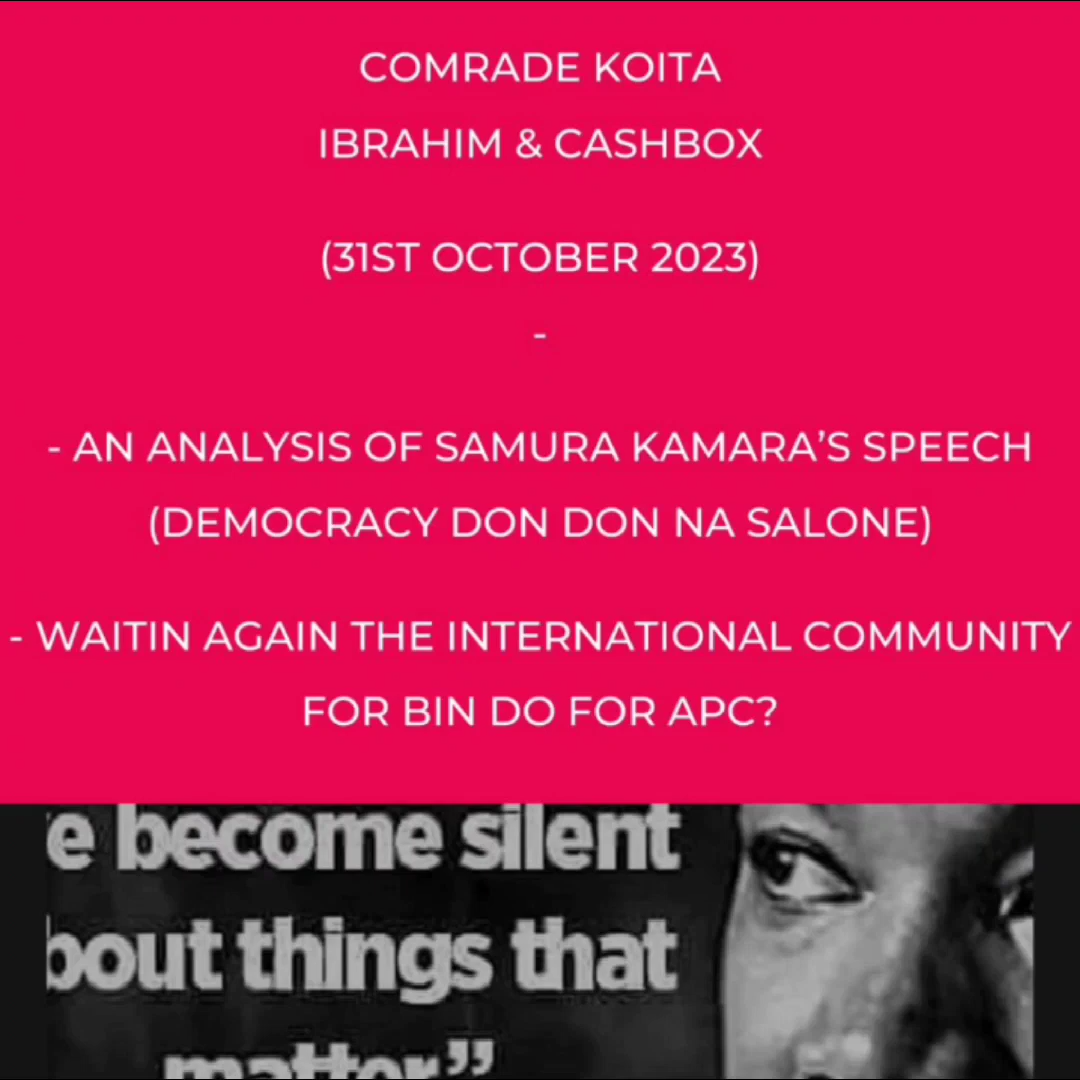 COMRADE KOITA
IBRAHIM & CASHBOX
(31ST OCTOBER 2023)
-
- AN ANALYSIS OF SAMURA KAMARA’S SPEECH
(DEMOCRACY DON DON NA SALONE)
- WAITIN AGAIN THE INTERNATIONAL COMMUNITY
FOR BIN DO FOR APC?
e become silent
bout things that
matter”